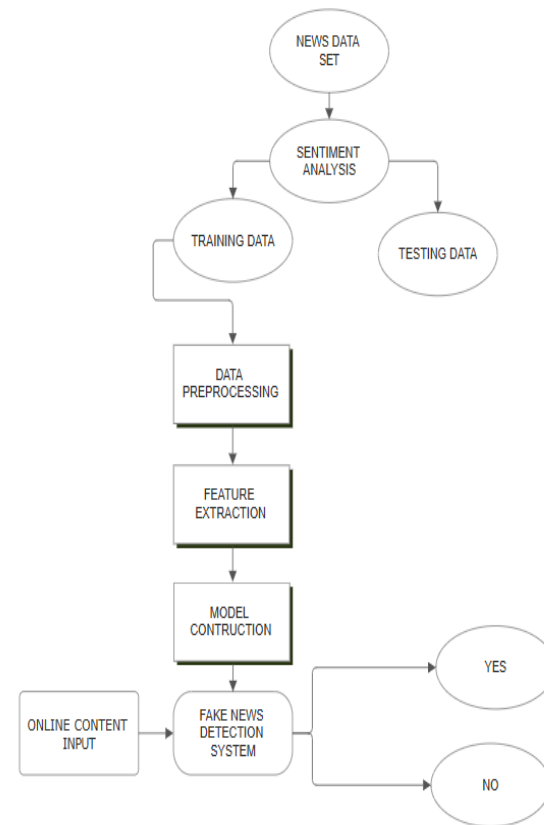 NEWS DATA
SET
SENTIMENT
ANALYSIS
TRAINING DATA
TESTING DATA
DATA
PREPROCESSING
FEATURE
EXTRACTION
MODEL
CONTRUCTION
ONLINE CONTENT
INPUT
FAKE NEWS
DETECTION
SYSTEM
YES
NO